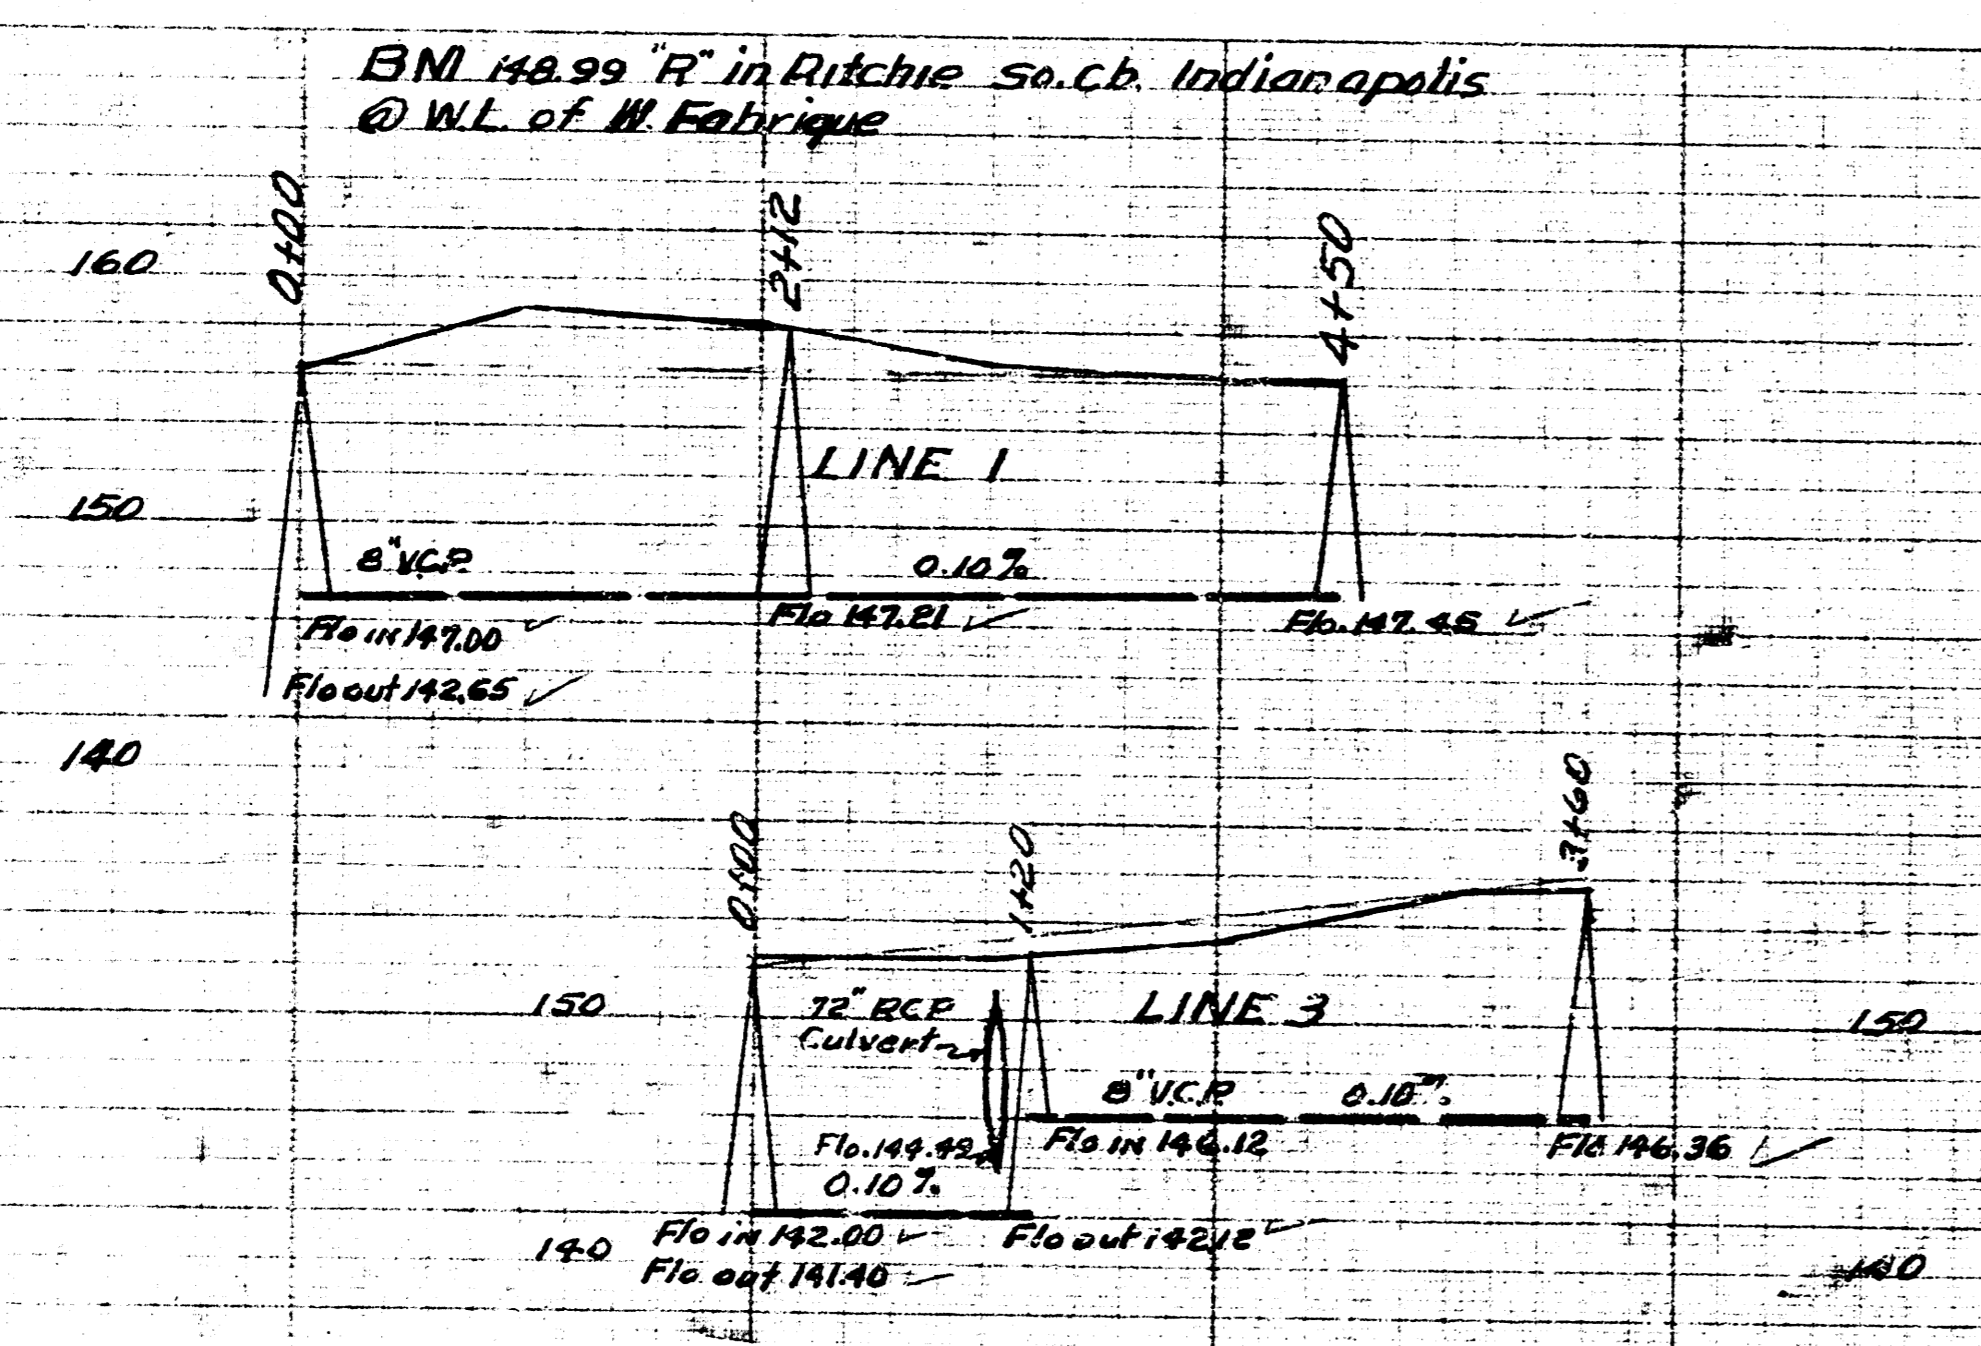 BM 148.99 "R" in Ritchie So. Cb. Indianapolis
@ W.L. of W. Fabrique
0+00
2+12
4+50
160
LINE 1
150
8" V.C.P.
0.10%
Flo in 147.00
Flo 147.21
Flo. 147.45
Flo out 142.65
140
0+00
1+20
3+60
150
72" RCP
Culvert
LINE 3
150
8" V.C.P.
0.10%
Flo. 144.42
Flo in 146.12
Flo 146.36
0.10%
Flo in 142.00
Flo out 142.12
140
Flo out 141.40
140